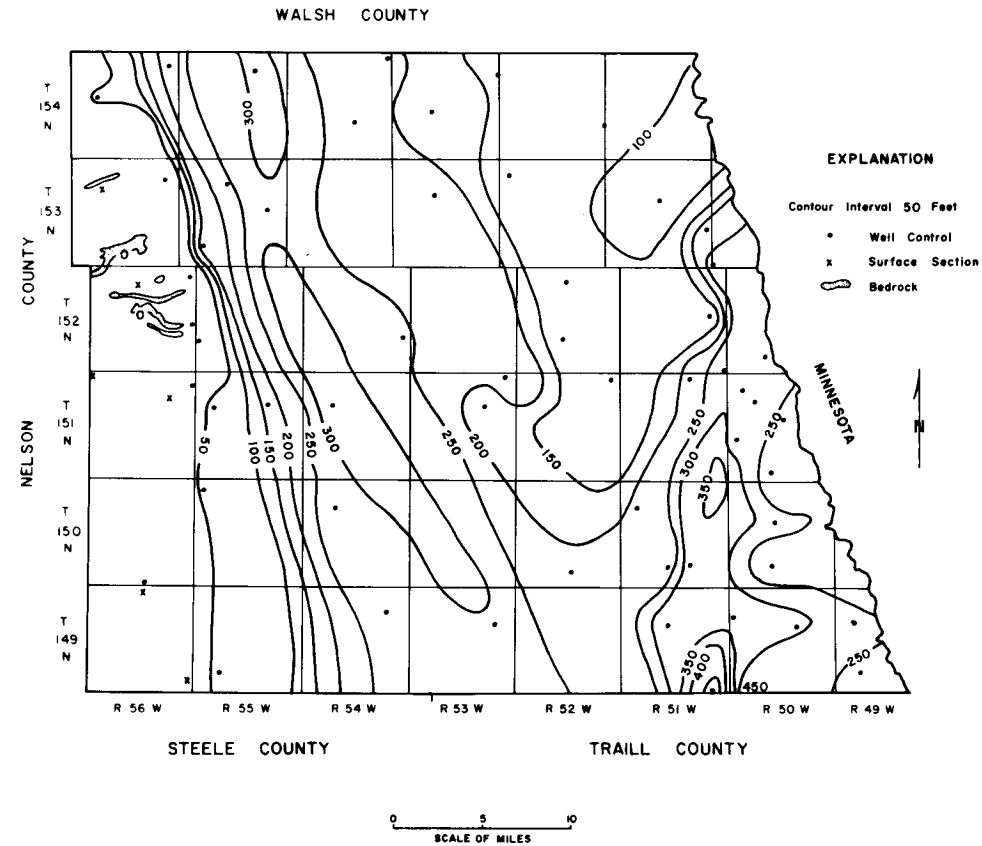 WALSH COUNTY
T
154
N
T
153
N
T
152
N
T
151
N
T
150
N
T
149
N
NELSON COUNTY
300
100
50
100
150
200
250
300
250
200
150
250
300
350
250
350
400
450
250
EXPLANATION
Contour Interval 50 Feet
• Well Control
x Surface Section
Bedrock
MINNESOTA
N
R 56 W
R 55 W
R 54 W
R 53 W
R 52 W
R 51 W
R 50 W
R 49 W
STEELE COUNTY
TRAILL COUNTY
0 5 10
SCALE OF MILES